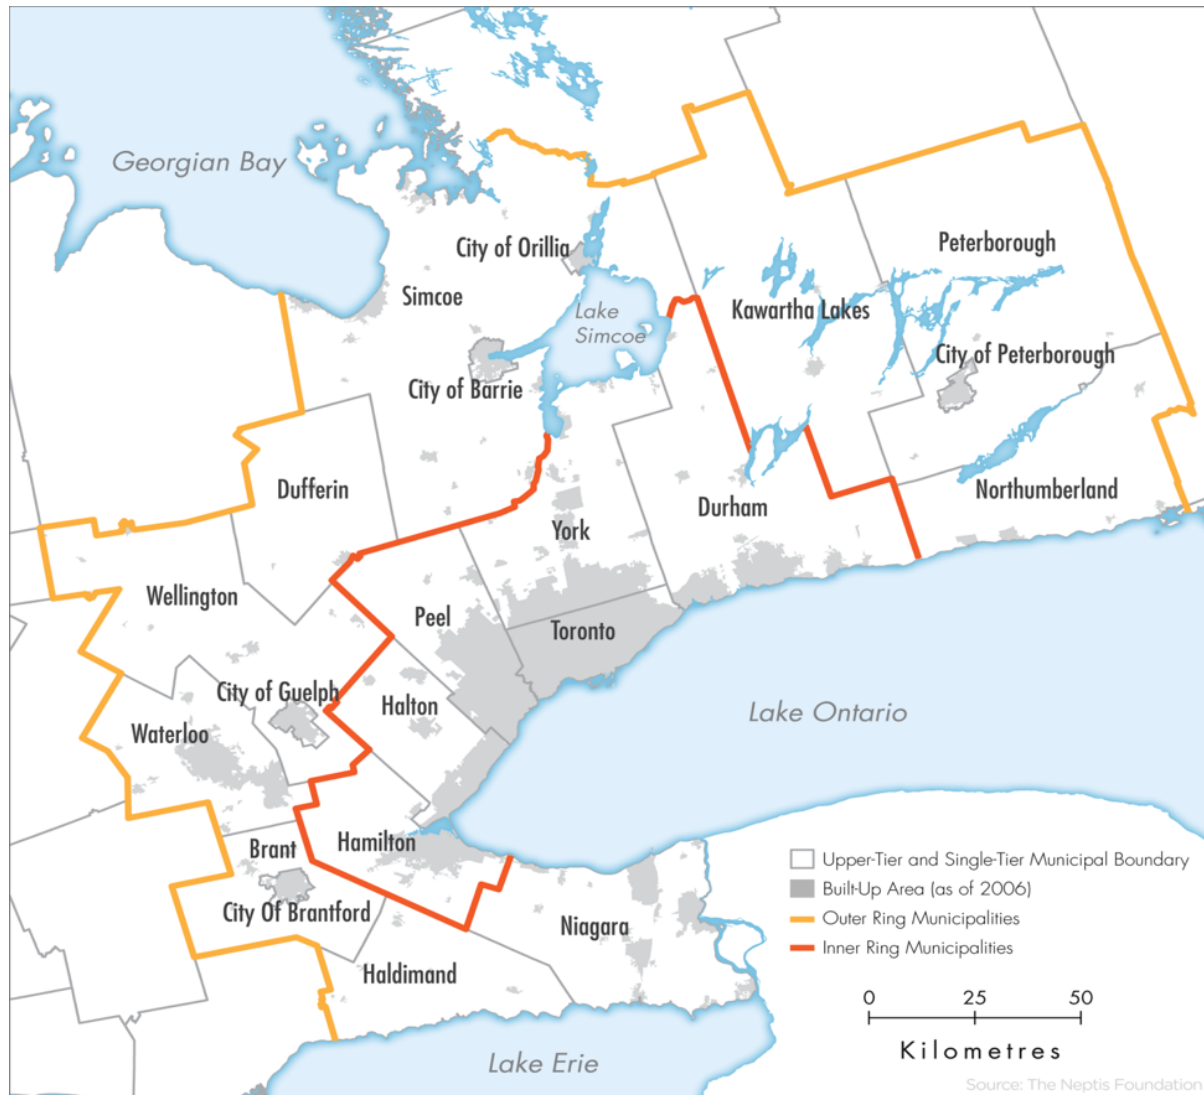 Georgian Bay
City of Orillia
Peterborough
Simcoe
Lake
Simcoe
Kawartha Lakes
City of Peterborough
City of Barrie
Dufferin
Northumberland
Durham
York
Wellington
Peel
Toronto
City of Guelph
Halton
Waterloo
Lake Ontario
Hamilton
Brant
City Of Brantford
Niagara
Haldimand
Lake Erie
Upper-Tier and Single-Tier Municipal Boundary
Built-Up Area (as of 2006)
Outer Ring Municipalities
Inner Ring Municipalities
0 25 50
Kilometres
Source: The Neptis Foundation